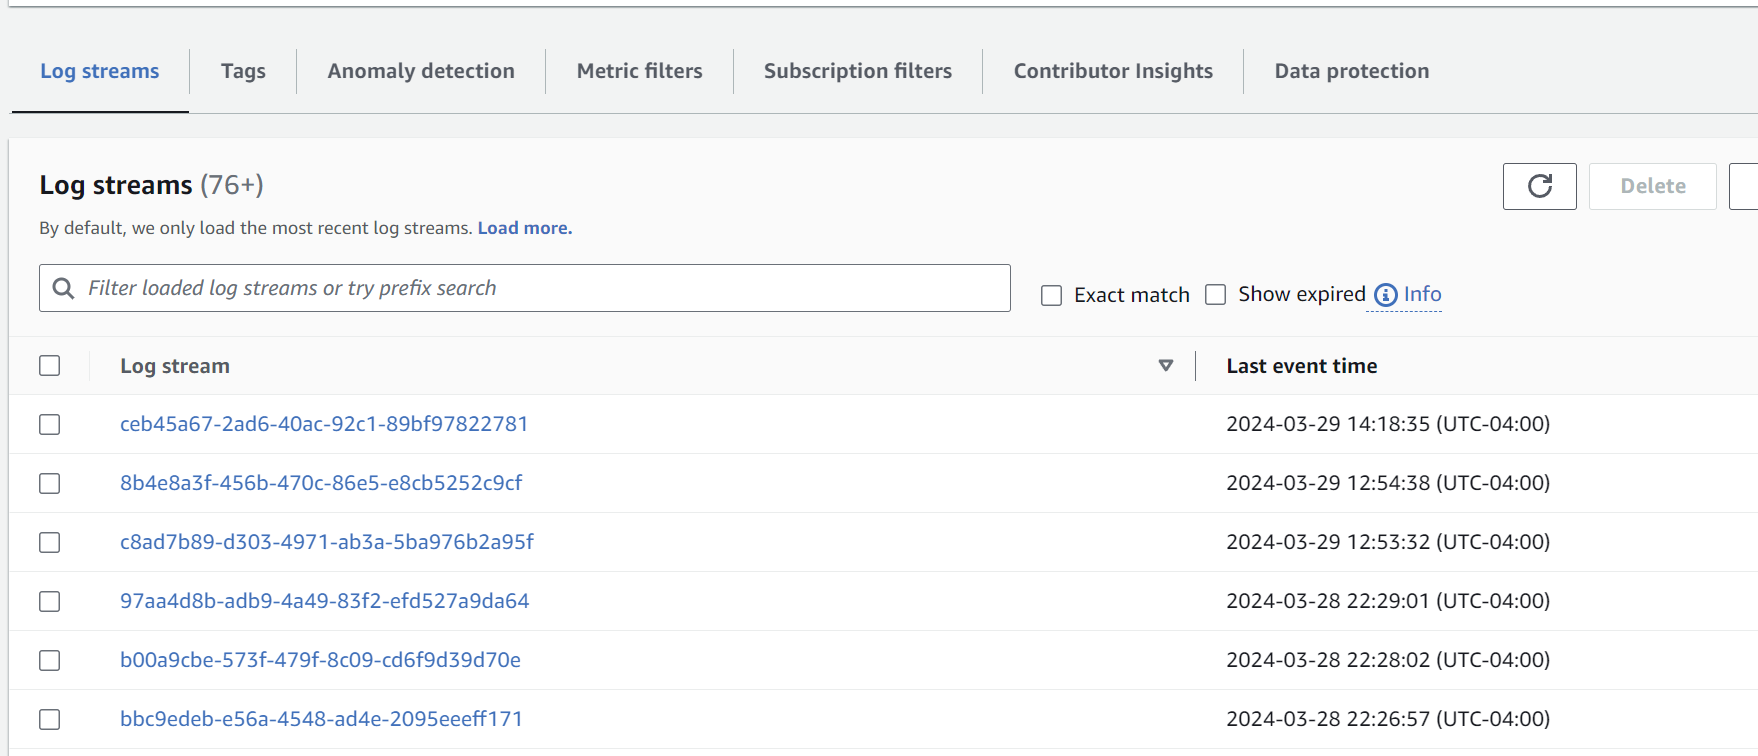 Log streams Tags Anomaly detection Metric filters Subscription filters Contributor Insights Data protection
Log streams (76+)
Delete
By default, we only load the most recent log streams. Load more.
Filter loaded log streams or try prefix search
Exact match Show expired Info
Log stream Last event time
ceb45a67-2ad6-40ac-92c1-89bf97822781 2024-03-29 14:18:35 (UTC-04:00)
8b4e8a3f-456b-470c-86e5-e8cb5252c9cf 2024-03-29 12:54:38 (UTC-04:00)
c8ad7b89-d303-4971-ab3a-5ba976b2a95f 2024-03-29 12:53:32 (UTC-04:00)
97aa4d8b-adb9-4a49-83f2-efd527a9da64 2024-03-28 22:29:01 (UTC-04:00)
b00a9cbe-573f-479f-8c09-cd6f9d39d70e 2024-03-28 22:28:02 (UTC-04:00)
bbc9edeb-e56a-4548-ad4e-2095eeeff171 2024-03-28 22:26:57 (UTC-04:00)